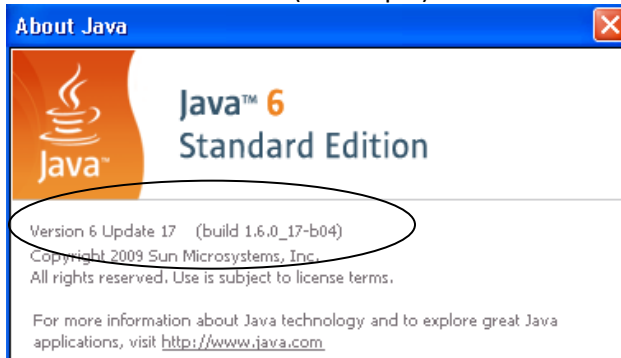 About Java
Java™ 6
Standard Edition
Java™
Version 6 Update 17 (build 1.6.0_17-b04)
Copyright 2009 Sun Microsystems, Inc.
All rights reserved. Use is subject to license terms.
For more information about Java technology and to explore great Java
applications, visit http://www.java.com